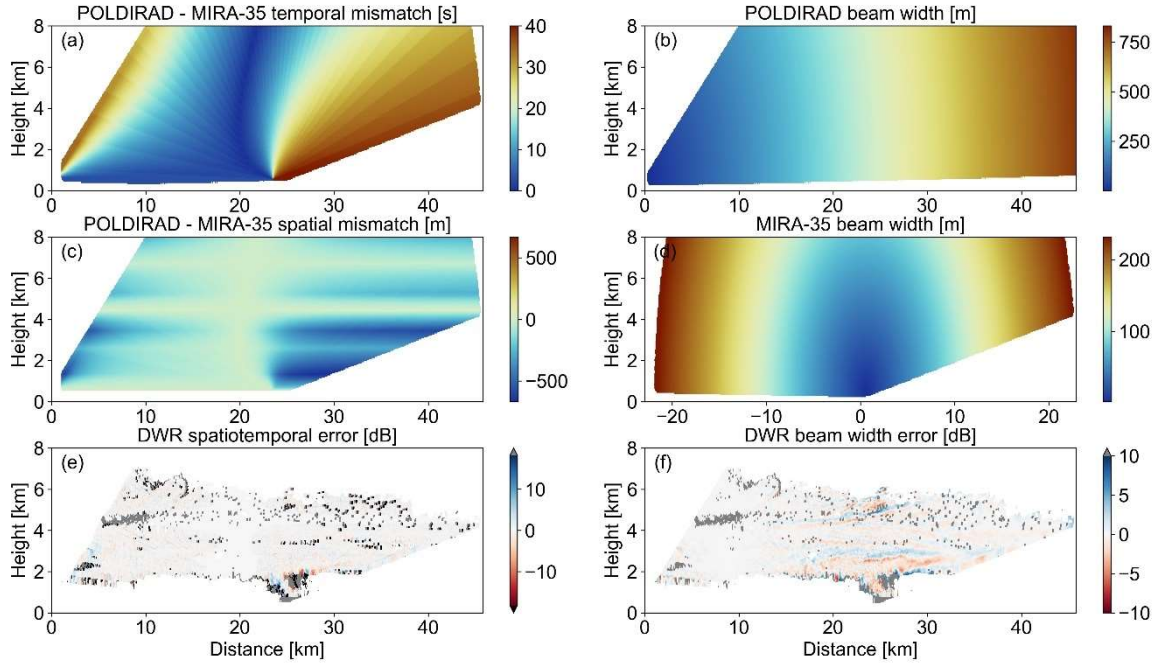 POLDIRAD - MIRA-35 temporal mismatch [s]
(a)
Height [km]
8
6
4
2
0
0 10 20 30 40
40
30
20
10
0
POLDIRAD beam width [m]
(b)
Height [km]
8
6
4
2
0
0 10 20 30 40
750
500
250
POLDIRAD - MIRA-35 spatial mismatch [m]
(c)
Height [km]
8
6
4
2
0
0 10 20 30 40
500
0
−500
MIRA-35 beam width [m]
(d)
Height [km]
8
6
4
2
0
−20 −10 0 10 20
200
100
DWR spatiotemporal error [dB]
(e)
Height [km]
8
6
4
2
0
0 10 20 30 40
Distance [km]
10
0
−10
DWR beam width error [dB]
(f)
Height [km]
8
6
4
2
0
0 10 20 30 40
Distance [km]
10
5
0
−5
−10